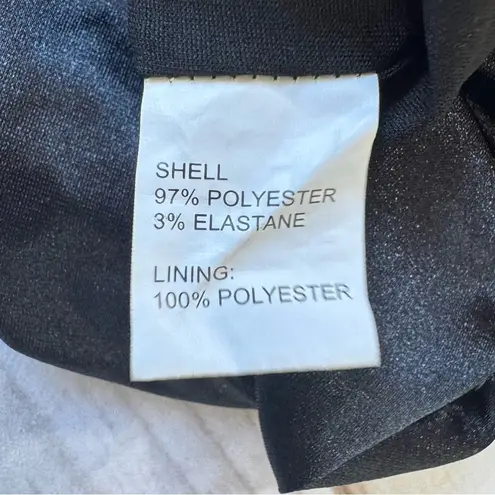 SHELL
97% POLYESTER
3% ELASTANE
LINING:
100% POLYESTER